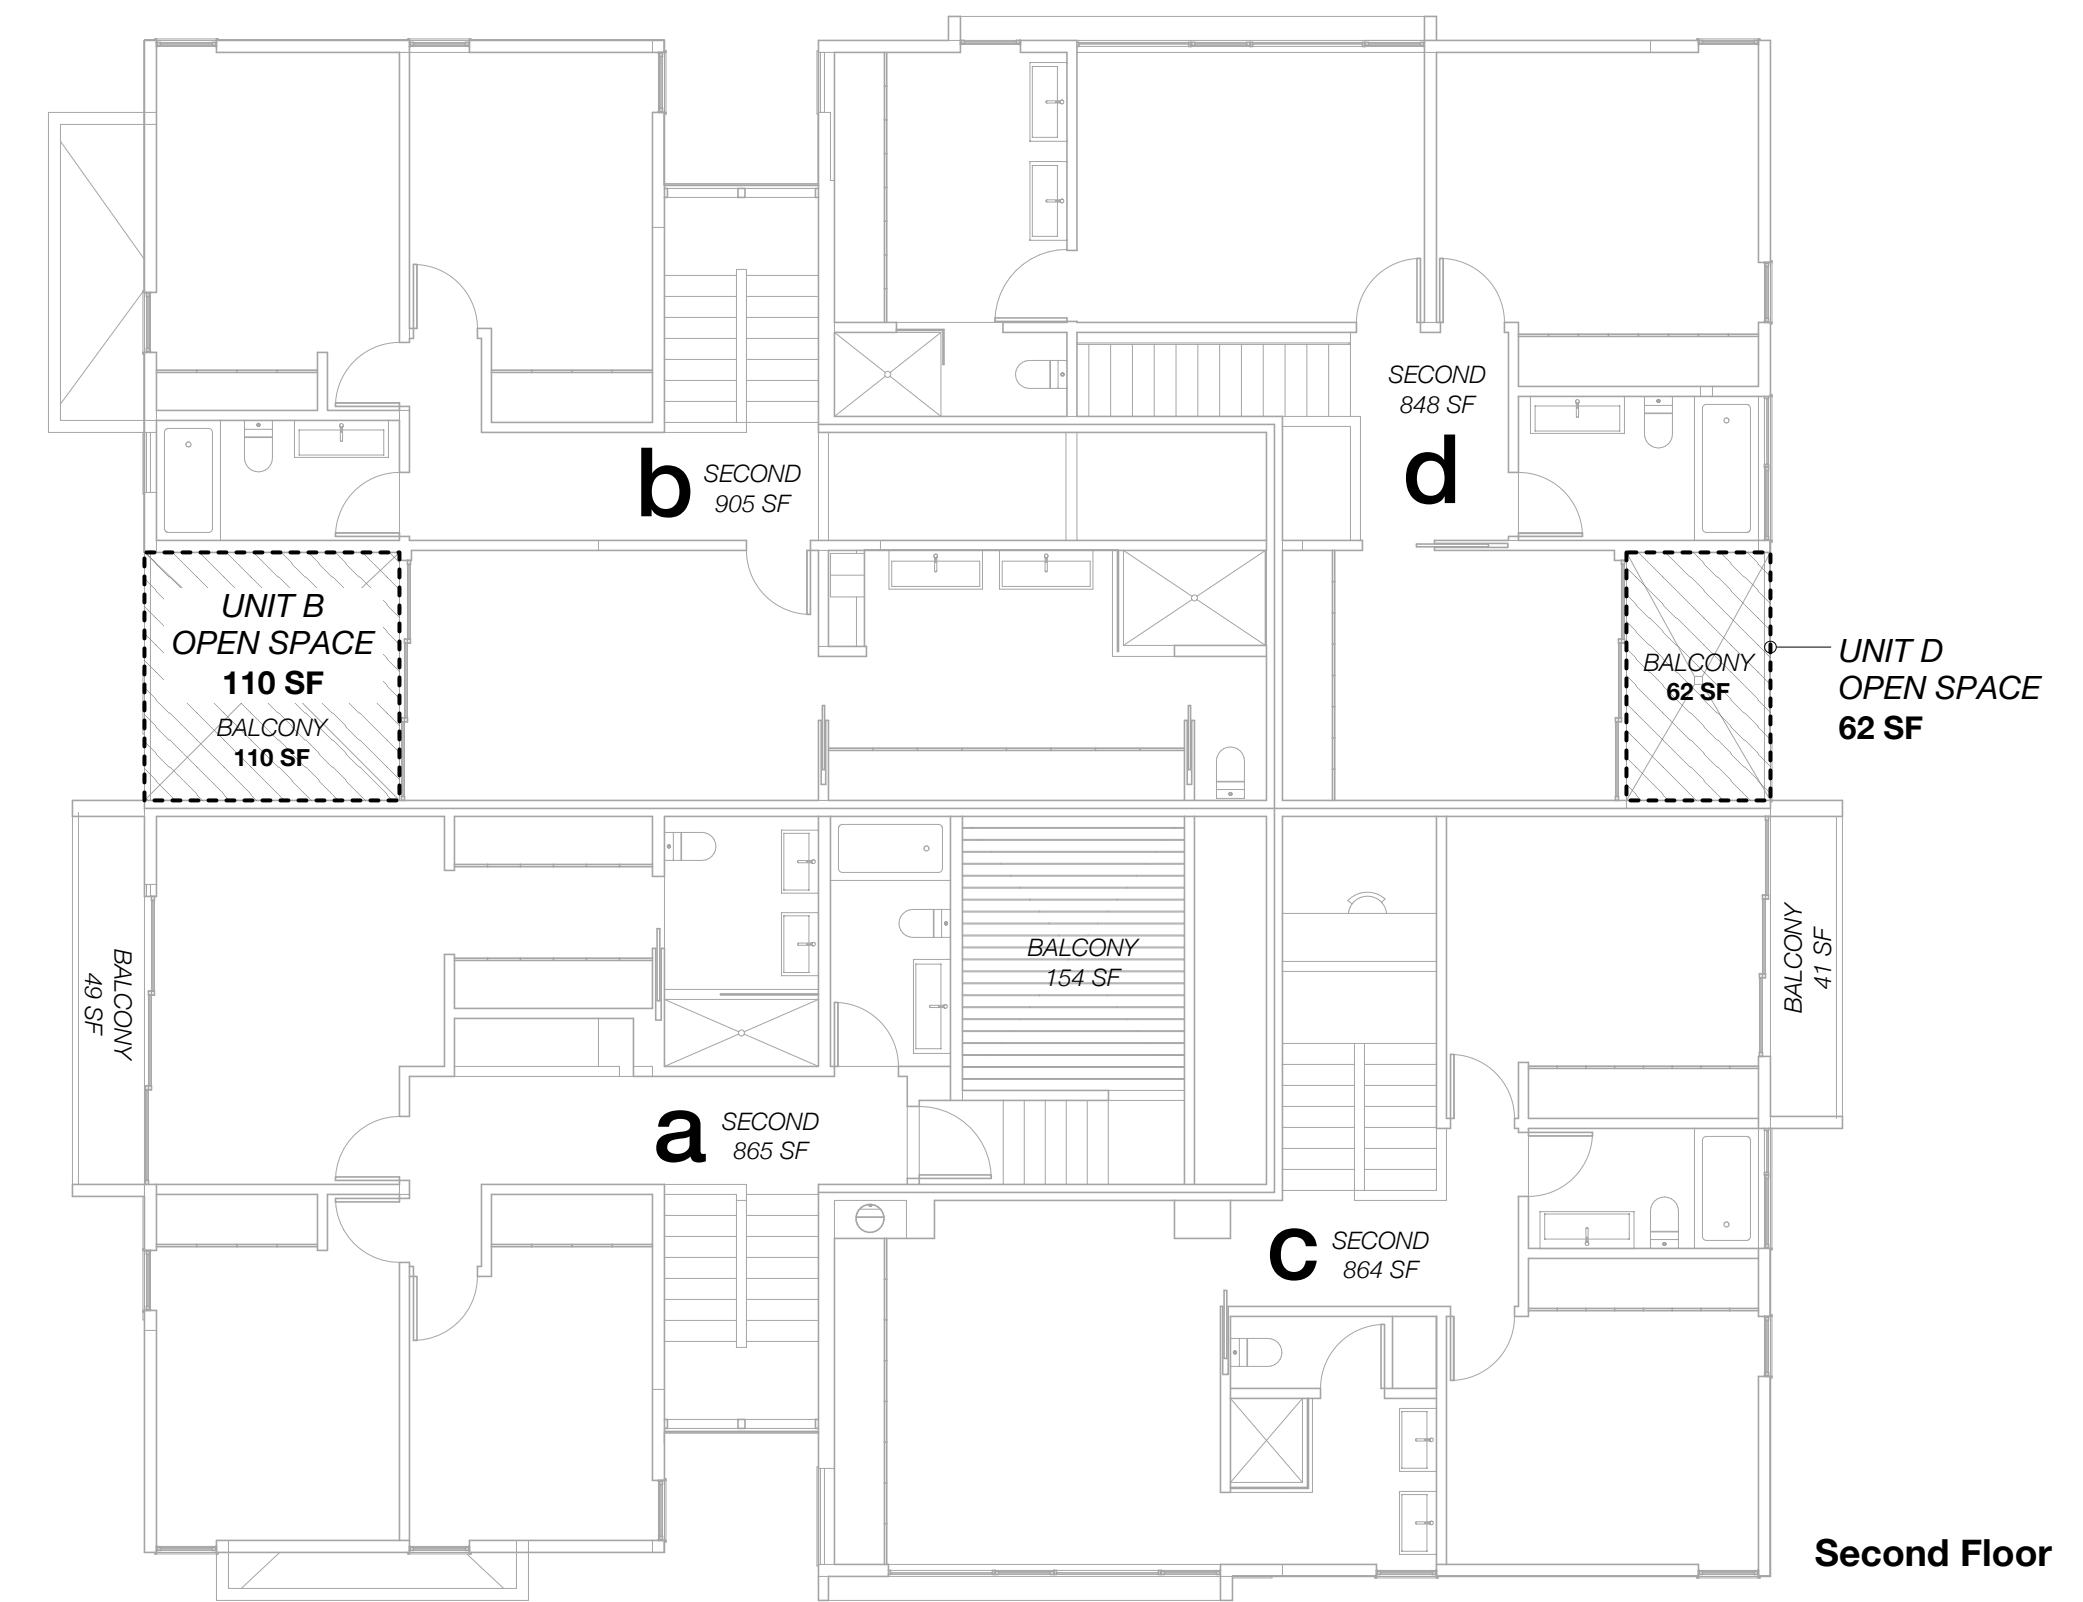 SECOND
848 SF
d
b
SECOND
905 SF
UNIT B
OPEN SPACE
110 SF
BALCONY
110 SF
BALCONY
62 SF
UNIT D
OPEN SPACE
62 SF
BALCONY
49 SF
BALCONY
154 SF
BALCONY
41 SF
a
SECOND
865 SF
c
SECOND
864 SF
Second Floor